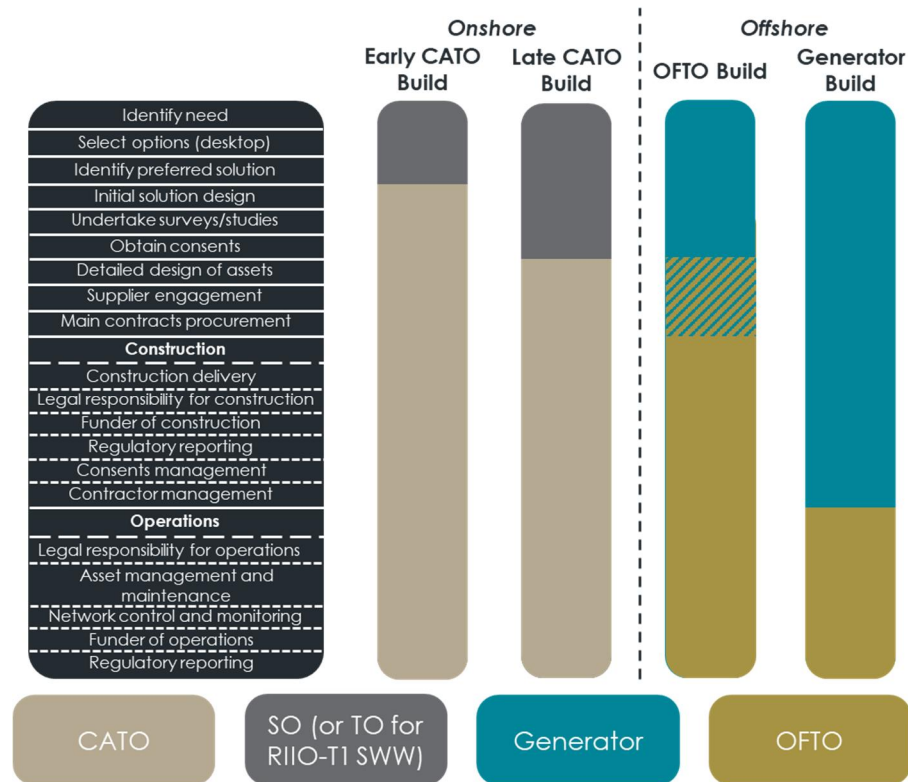 Onshore
Offshore
Early CATO
Build
Late CATO
Build
OFTO Build
Generator
Build
Identify need
Select options (desktop)
Identify preferred solution
Initial solution design
Undertake surveys/studies
Obtain consents
Detailed design of assets
Supplier engagement
Main contracts procurement
Construction
Construction delivery
Legal responsibility for construction
Funder of construction
Regulatory reporting
Consents management
Contractor management
Operations
Legal responsibility for operations
Asset management and
maintenance
Network control and monitoring
Funder of operations
Regulatory reporting
CATO
SO (or TO for
RIIO-T1 SWW)
Generator
OFTO